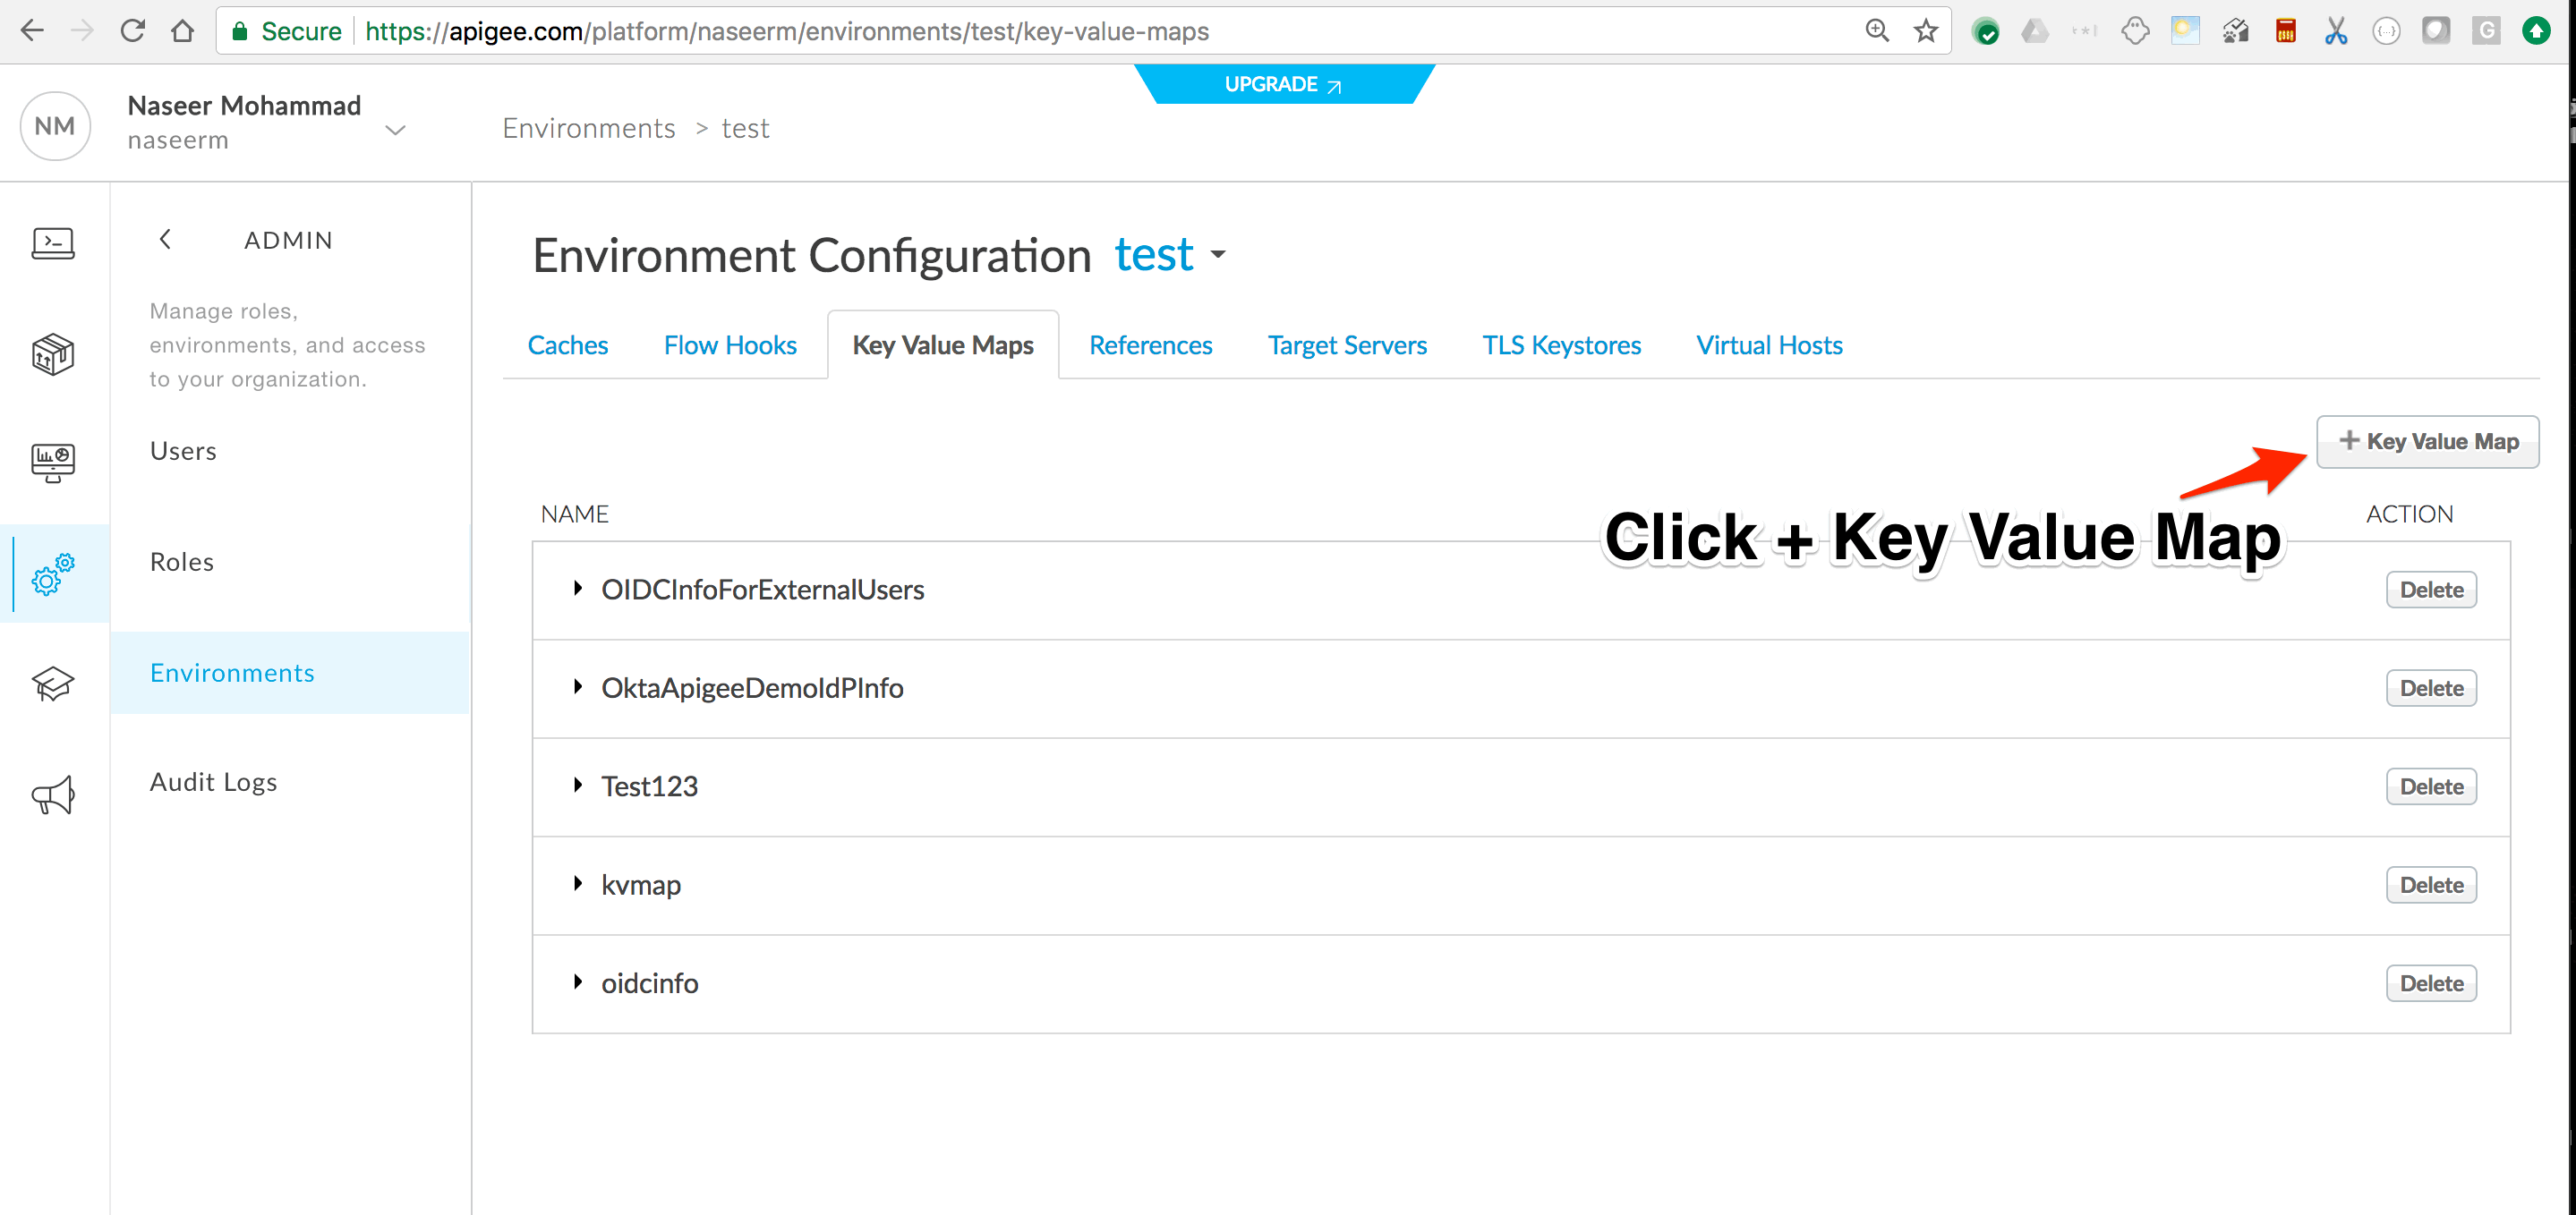 Secure https://apigee.com/platform/naseerm/environments/test/key-value-maps
G
UPGRADE
NM
Naseer Mohammad
naseerm
Environments > test
ADMIN
Manage roles,
environments, and access
to your organization.
Users
Roles
Environments
Audit Logs
Environment Configuration test
Caches Flow Hooks Key Value Maps References Target Servers TLS Keystores Virtual Hosts
+ Key Value Map
Click + Key Value Map
NAME ACTION
OIDCInfoForExternalUsers Delete
OktaApigeeDemoIdPInfo Delete
Test123 Delete
kvmap Delete
oidcinfo Delete